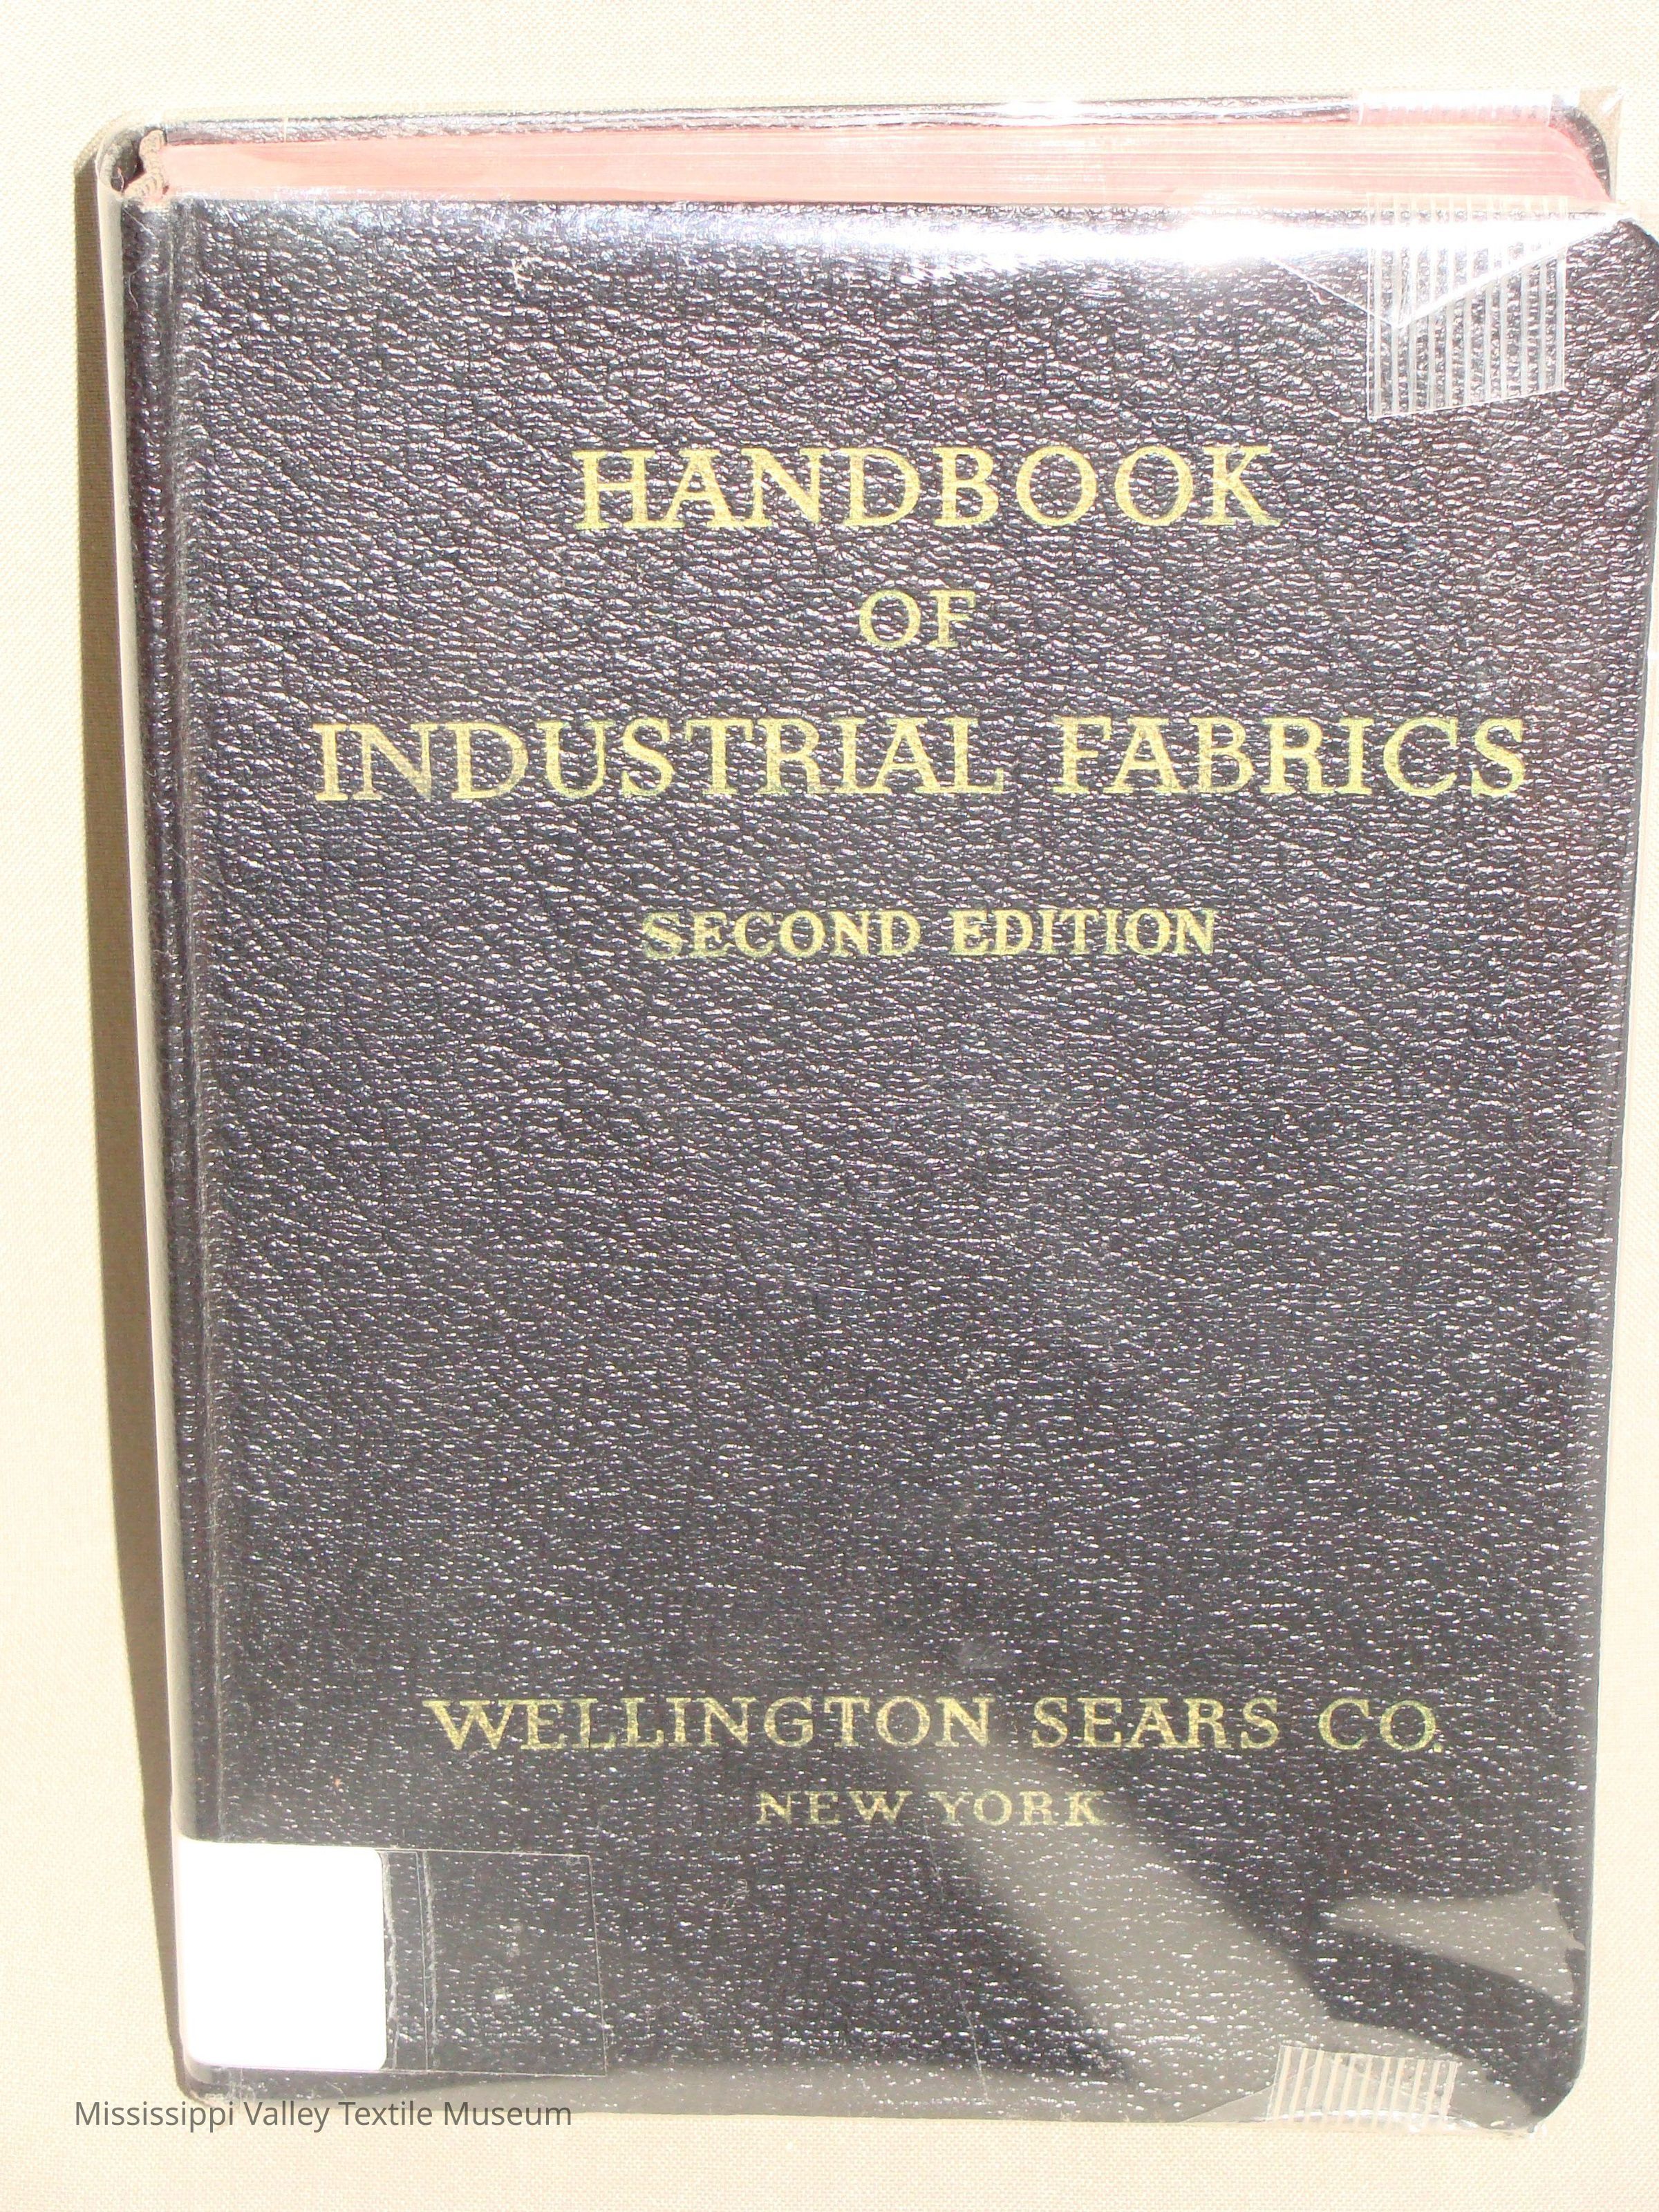 HANDBOOK
OF
INDUSTRIAL FABRICS
SECOND EDITION
WELLINGTON SEARS CO.
NEW YORK
Mississippi Valley Textile Museum